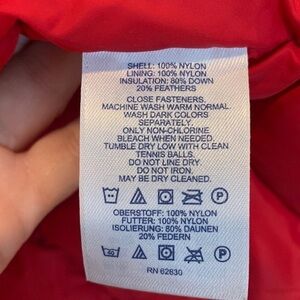 SHELL: 100% NYLON
LINING: 100% NYLON
INSULATION: 80% DOWN
20% FEATHERS
CLOSE FASTENERS.
MACHINE WASH WARM NORMAL.
WASH DARK COLORS
SEPARATELY.
ONLY NON-CHLORINE
BLEACH WHEN NEEDED.
TUMBLE DRY LOW WITH CLEAN
TENNIS BALLS.
DO NOT LINE DRY.
DO NOT IRON.
MAY BE DRY CLEANED.
OBERSTOFF: 100% NYLON
FUTTER: 100% NYLON
ISOLIERUNG: 80% DAUNEN
20% FEDERN
P
RN 62830